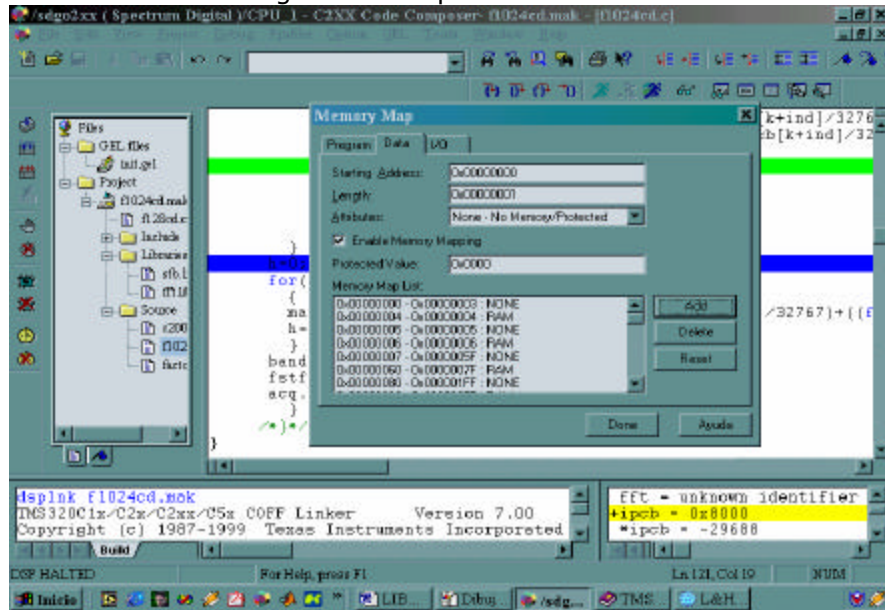 /sdgo2xx ( Spectrum Digital )/CPU_1 - C2XX Code Composer- f1024cd.mak - [f1024cd.c]
Memory Map
Program Data I/O
Starting Address: 0x00000000
Length: 0x00000001
Attributes: None - No Memory/Protected
Enable Memory Mapping
Protected Value: 0x0000
Memory Map List:
0x00000000 - 0x00000003 : NONE
0x00000004 - 0x00000004 : RAM
0x00000005 - 0x00000005 : NONE
0x00000006 - 0x00000006 : RAM
0x00000007 - 0x0000005F : NONE
0x00000060 - 0x0000007F : RAM
0x00000080 - 0x000001FF : NONE
Add
Delete
Reset
Done Ayuda
Files
GEL files
init.gel
Project
f1024cd.mak
Include
Libraries
Source
[k+ind]/3276
b[k+ind]/32
}
for(
{
ma
/32767)+((f
h=
}
band
fstf
acq.
}
/*}*/
}
dsplnk f1024cd.mak
TMS320C1x/C2x/C2xx/C5x COFF Linker Version 7.00
Copyright (c) 1987-1999 Texas Instruments Incorporated
Build
fft = unknown identifier
+ipcb = 0x8000
*ipcb = -29688
DSP HALTED For Help, press F1 Ln 121, Col 19 NUM
Inicio LIB... Dibuj... /sdg... TMS... L&H...